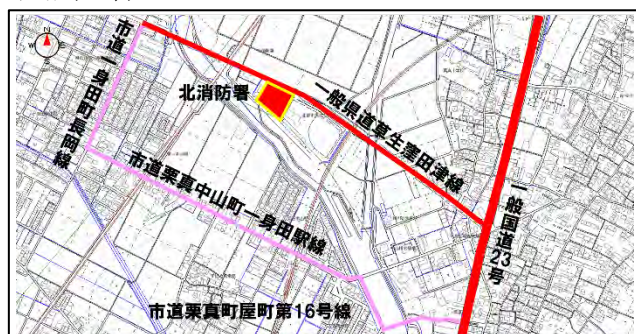 市道一身田町長岡線
北消防署
一般県道草生窪田津線
市道栗真中山町一身田駅線
一般国道23号
市道栗真町屋町第16号線